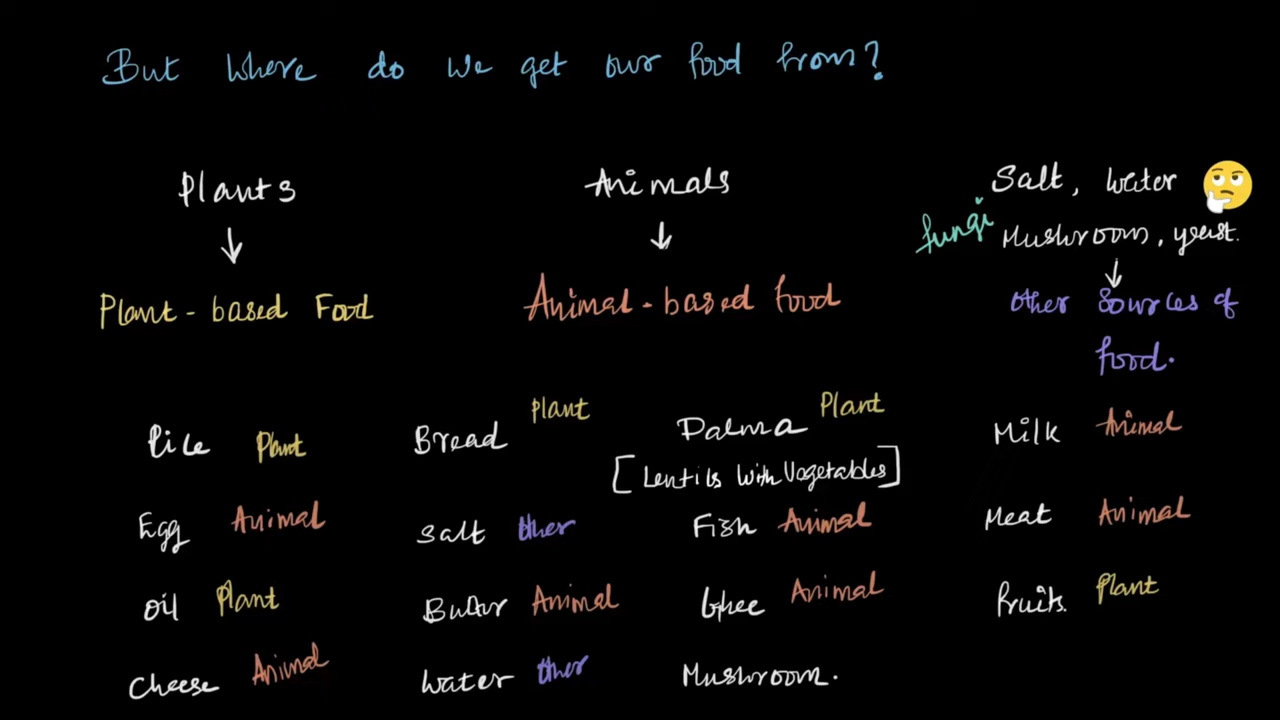 But where do we get our food from?
Plants
Animals
Salt, water
fungi Mushroom, yeast.
Plant-based Food
Animal-based food
other sources of
food.
Rice Plant
Bread Plant
Dalma Plant
[Lentils with Vegetables]
Milk Animal
Egg Animal
Salt Other
Fish Animal
Meat Animal
Oil Plant
Butter Animal
Ghee Animal
Fruits. Plant
Cheese Animal
Water Other
Mushroom.